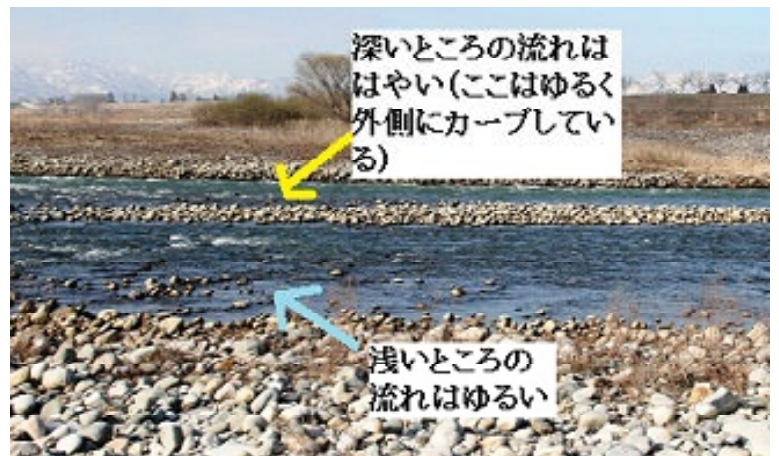 深いところの流れは
はやい(ここはゆるく
外側にカーブしてい
る)
浅いところの
流れはゆるい